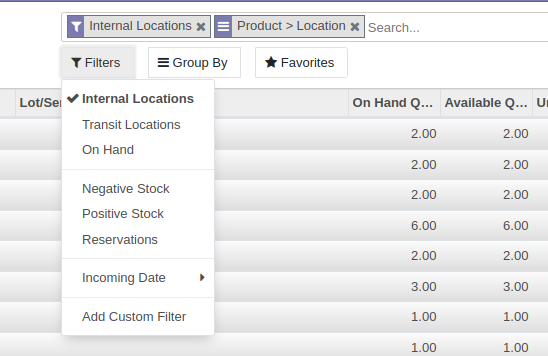 Internal Locations × Product > Location × Search...
Filters Group By Favorites
Lot/Ser On Hand Q... Available Q... Un
Internal Locations
Transit Locations
On Hand
Negative Stock
Positive Stock
Reservations
Incoming Date
Add Custom Filter
2.00 2.00
2.00 2.00
2.00 2.00
6.00 6.00
2.00 2.00
3.00 3.00
1.00 1.00
1.00 1.00